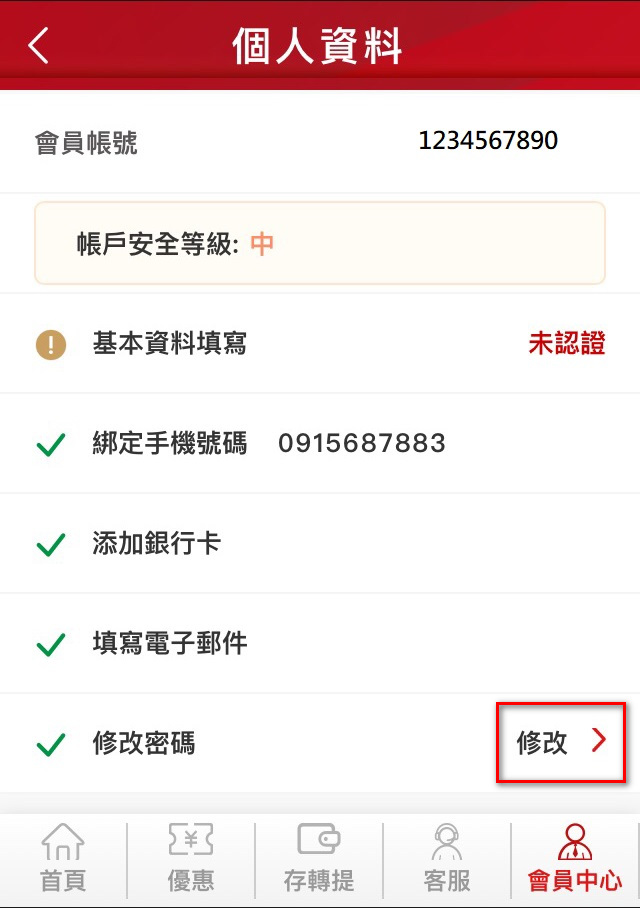 個人資料
會員帳號 1234567890
帳戶安全等級: 中
基本資料填寫 未認證
綁定手機號碼 0915687883
添加銀行卡
填寫電子郵件
修改密碼 修改
首頁 優惠 存轉提 客服 會員中心